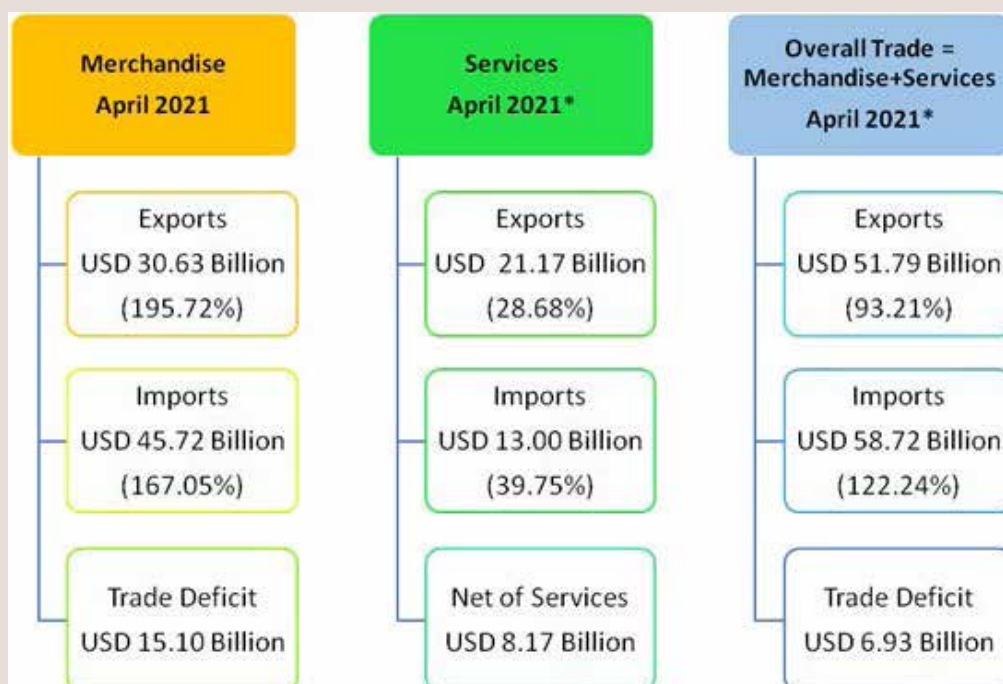 Merchandise
April 2021
Exports
USD 30.63 Billion
(195.72%)
Imports
USD 45.72 Billion
(167.05%)
Trade Deficit
USD 15.10 Billion
Services
April 2021*
Exports
USD 21.17 Billion
(28.68%)
Imports
USD 13.00 Billion
(39.75%)
Net of Services
USD 8.17 Billion
Overall Trade =
Merchandise+Services
April 2021*
Exports
USD 51.79 Billion
(93.21%)
Imports
USD 58.72 Billion
(122.24%)
Trade Deficit
USD 6.93 Billion